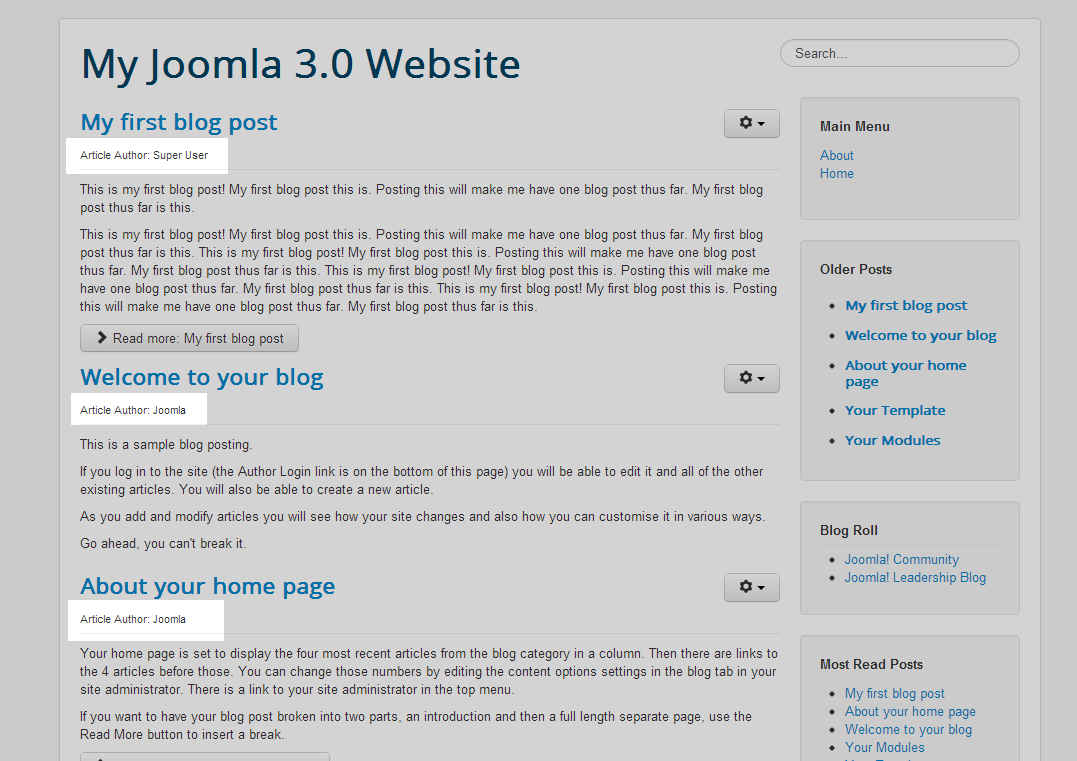 My Joomla 3.0 Website
Search...
My first blog post
Article Author: Super User
This is my first blog post! My first blog post this is. Posting this will make me have one blog post thus far. My first blog
post thus far is this.
This is my first blog post! My first blog post this is. Posting this will make me have one blog post thus far. My first blog
post thus far is this. This is my first blog post! My first blog post this is. Posting this will make me have one blog post
thus far. My first blog post thus far is this. This is my first blog post! My first blog post this is. Posting this will make me
have one blog post thus far. My first blog post thus far is this. This is my first blog post! My first blog post this is. Posting
this will make me have one blog post thus far. My first blog post thus far is this.
Read more: My first blog post
Welcome to your blog
Article Author: Joomla
This is a sample blog posting.
If you log in to the site (the Author Login link is on the bottom of this page) you will be able to edit it and all of the other
existing articles. You will also be able to create a new article.
As you add and modify articles you will see how your site changes and also how you can customise it in various ways.
Go ahead, you can't break it.
About your home page
Article Author: Joomla
Your home page is set to display the four most recent articles from the blog category in a column. Then there are links to
the 4 articles before those. You can change those numbers by editing the content options settings in the blog tab in your
site administrator. There is a link to your site administrator in the top menu.
If you want to have your blog post broken into two parts, an introduction and then a full length separate page, use the
Read More button to insert a break.
Main Menu
About
Home
Older Posts
My first blog post
Welcome to your blog
About your home
page
Your Template
Your Modules
Blog Roll
Joomla! Community
Joomla! Leadership Blog
Most Read Posts
My first blog post
About your home page
Welcome to your blog
Your Modules